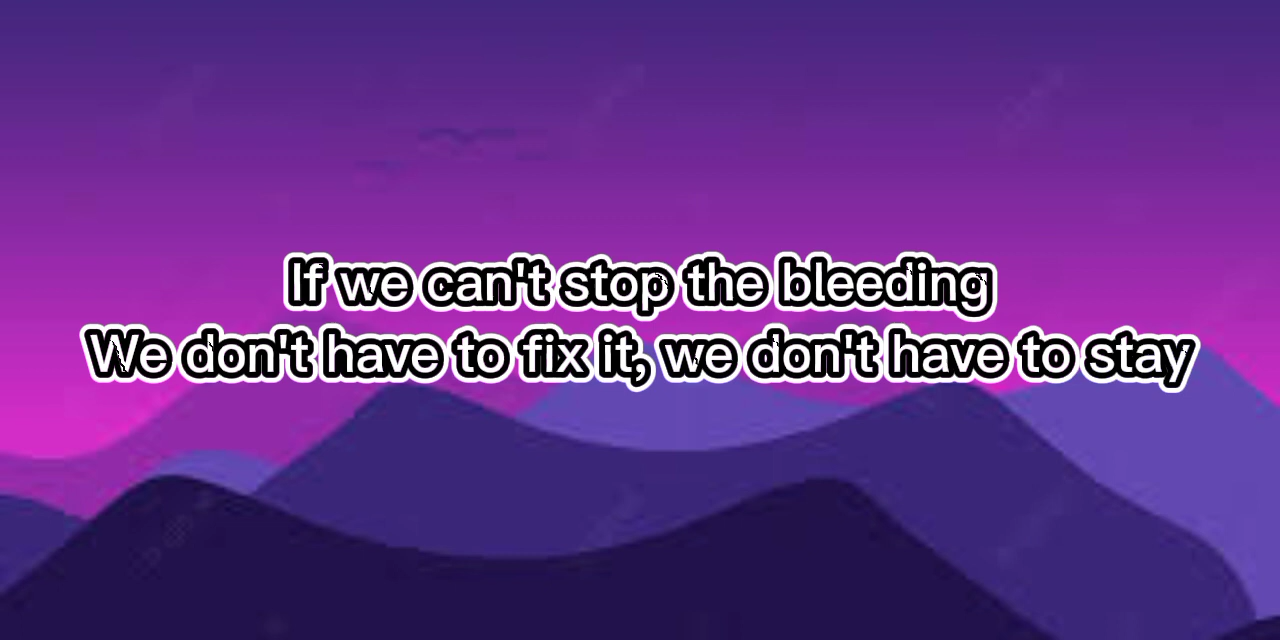 If we can't stop the bleeding
We don't have to fix it, we don't have to stay